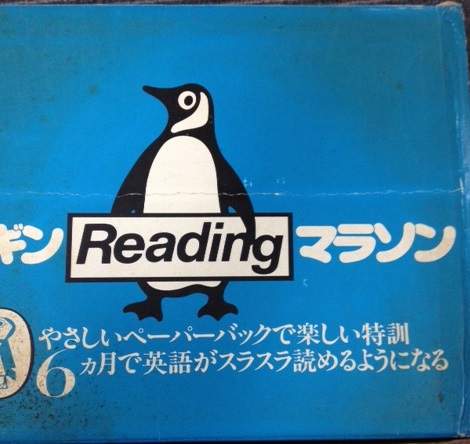 ギン Reading マラソン
やさしいペーパーバックで楽しい特訓
6ヵ月で英語がスラスラ読めるようになる